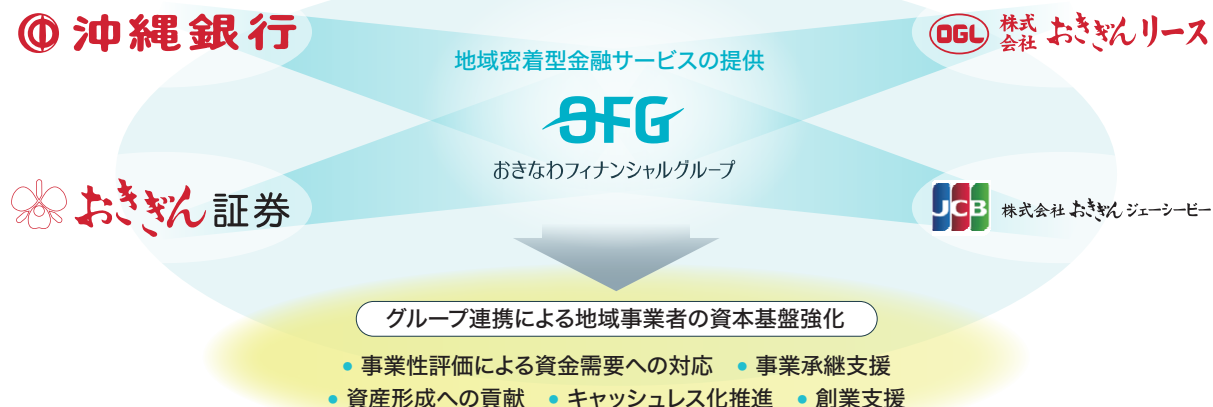 沖縄銀行
OGL 株式会社 おきぎんリース
地域密着型金融サービスの提供
OFG
おきなわフィナンシャルグループ
おきぎん証券
JCB 株式会社 おきぎん ジェーシービー
グループ連携による地域事業者の資本基盤強化
● 事業性評価による資金需要への対応 ● 事業承継支援
● 資産形成への貢献 ● キャッシュレス化推進 ● 創業支援